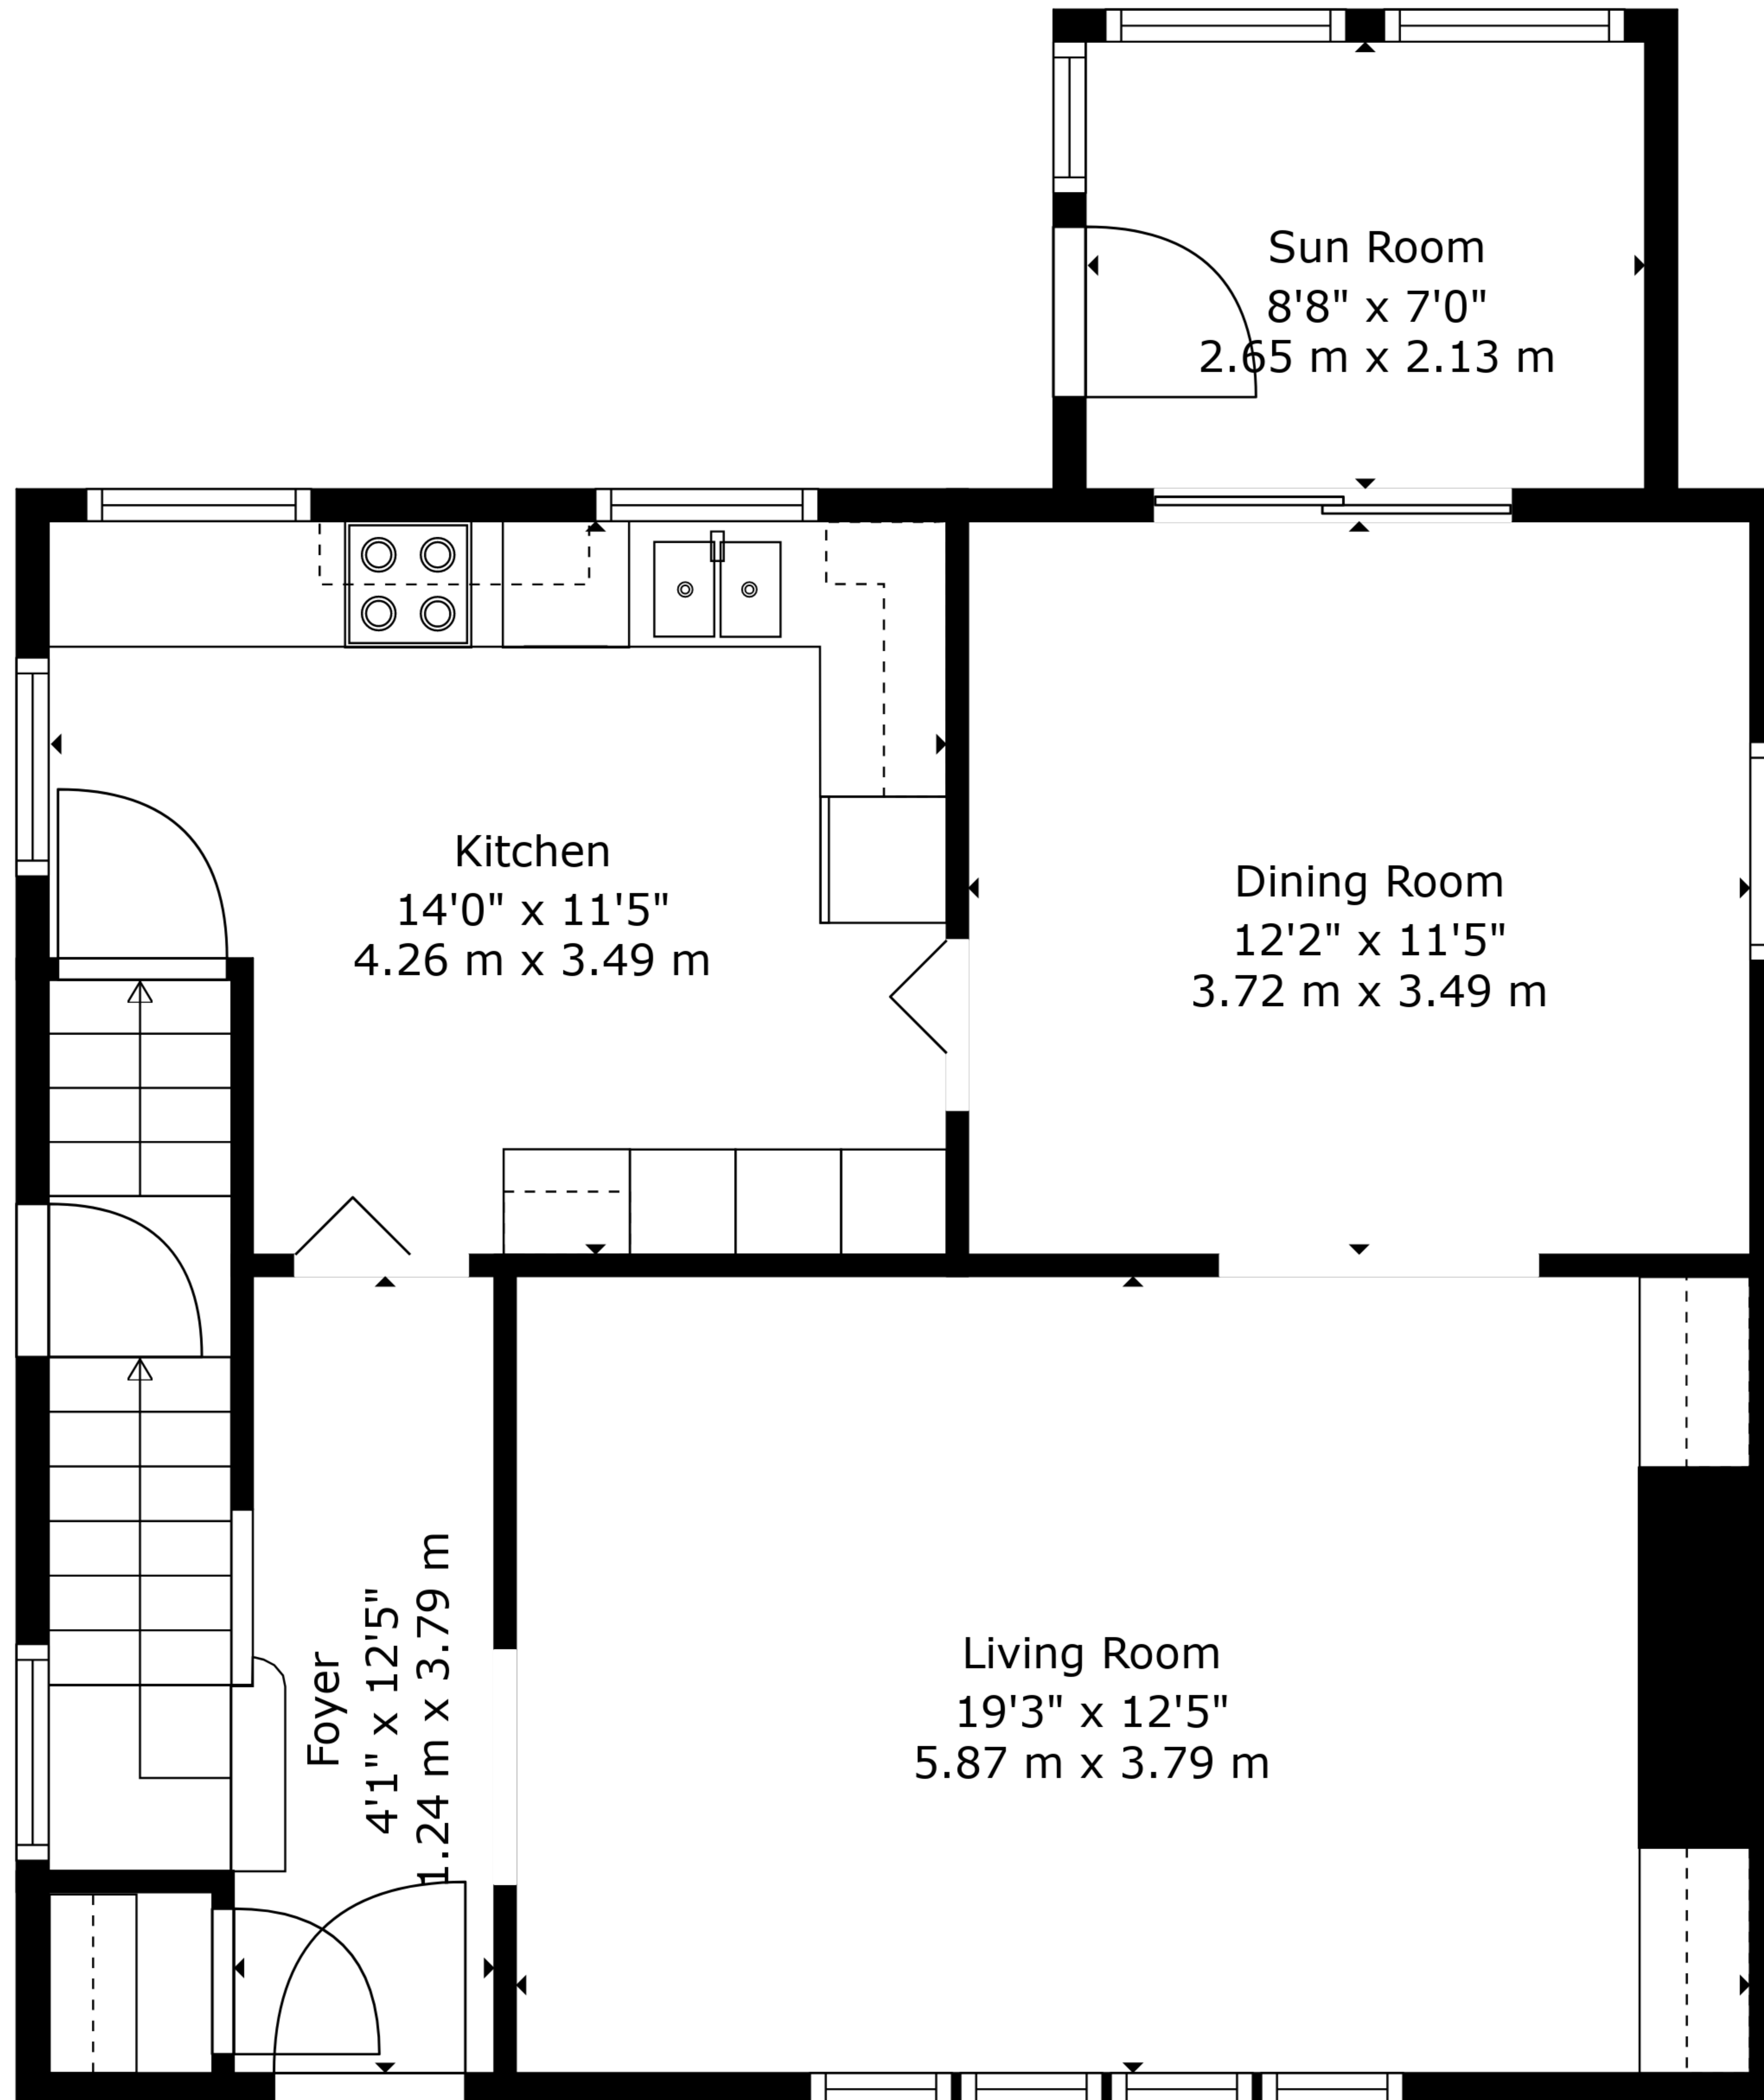 Sun Room
8'8" x 7'0"
2.65 m x 2.13 m
Kitchen
14'0" x 11'5"
4.26 m x 3.49 m
Dining Room
12'2" x 11'5"
3.72 m x 3.49 m
Foyer
4'1" x 12'5"
1.24 m x 3.79 m
Living Room
19'3" x 12'5"
5.87 m x 3.79 m